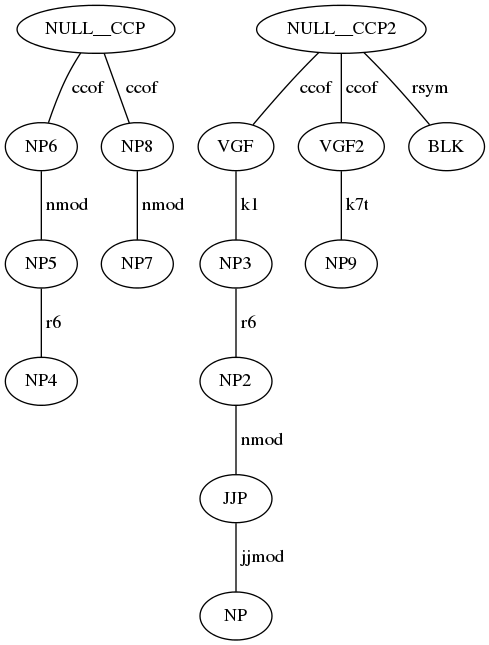 NULL__CCP NULL__CCP2
ccof ccof ccof ccof rsym
NP6 NP8 VGF VGF2 BLK
nmod nmod k1 k7t
NP5 NP7 NP3 NP9
r6 r6
NP4 NP2
nmod
JJP
jjmod
NP